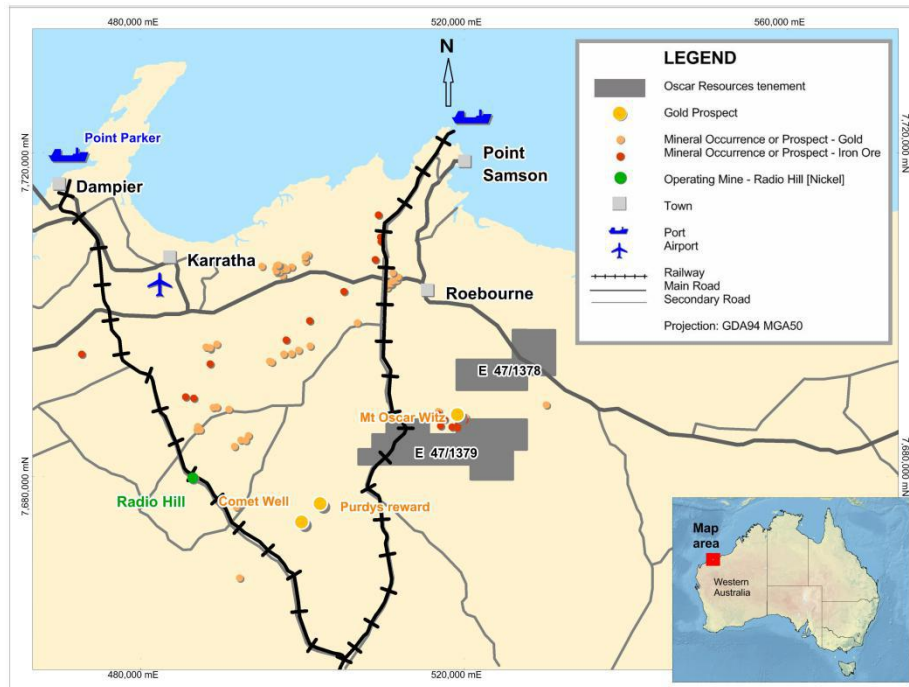 480,000 mE
520,000 mE
560,000 mE
N
Point Parker
Dampier
Point
Samson
Karratha
Roebourne
7,720,000 mN
7,720,000 mN
E 47/1378
Mt Oscar Witz
E 47/1379
7,680,000 mN
7,680,000 mN
Radio Hill
Comet Well
Purdys reward
480,000 mE
520,000 mE
LEGEND
Oscar Resources tenement
Gold Prospect
Mineral Occurrence or Prospect - Gold
Mineral Occurrence or Prospect - Iron Ore
Operating Mine - Radio Hill [Nickel]
Town
Port
Airport
Railway
Main Road
Secondary Road
Projection: GDA94 MGA50
Map
area
Western
Australia